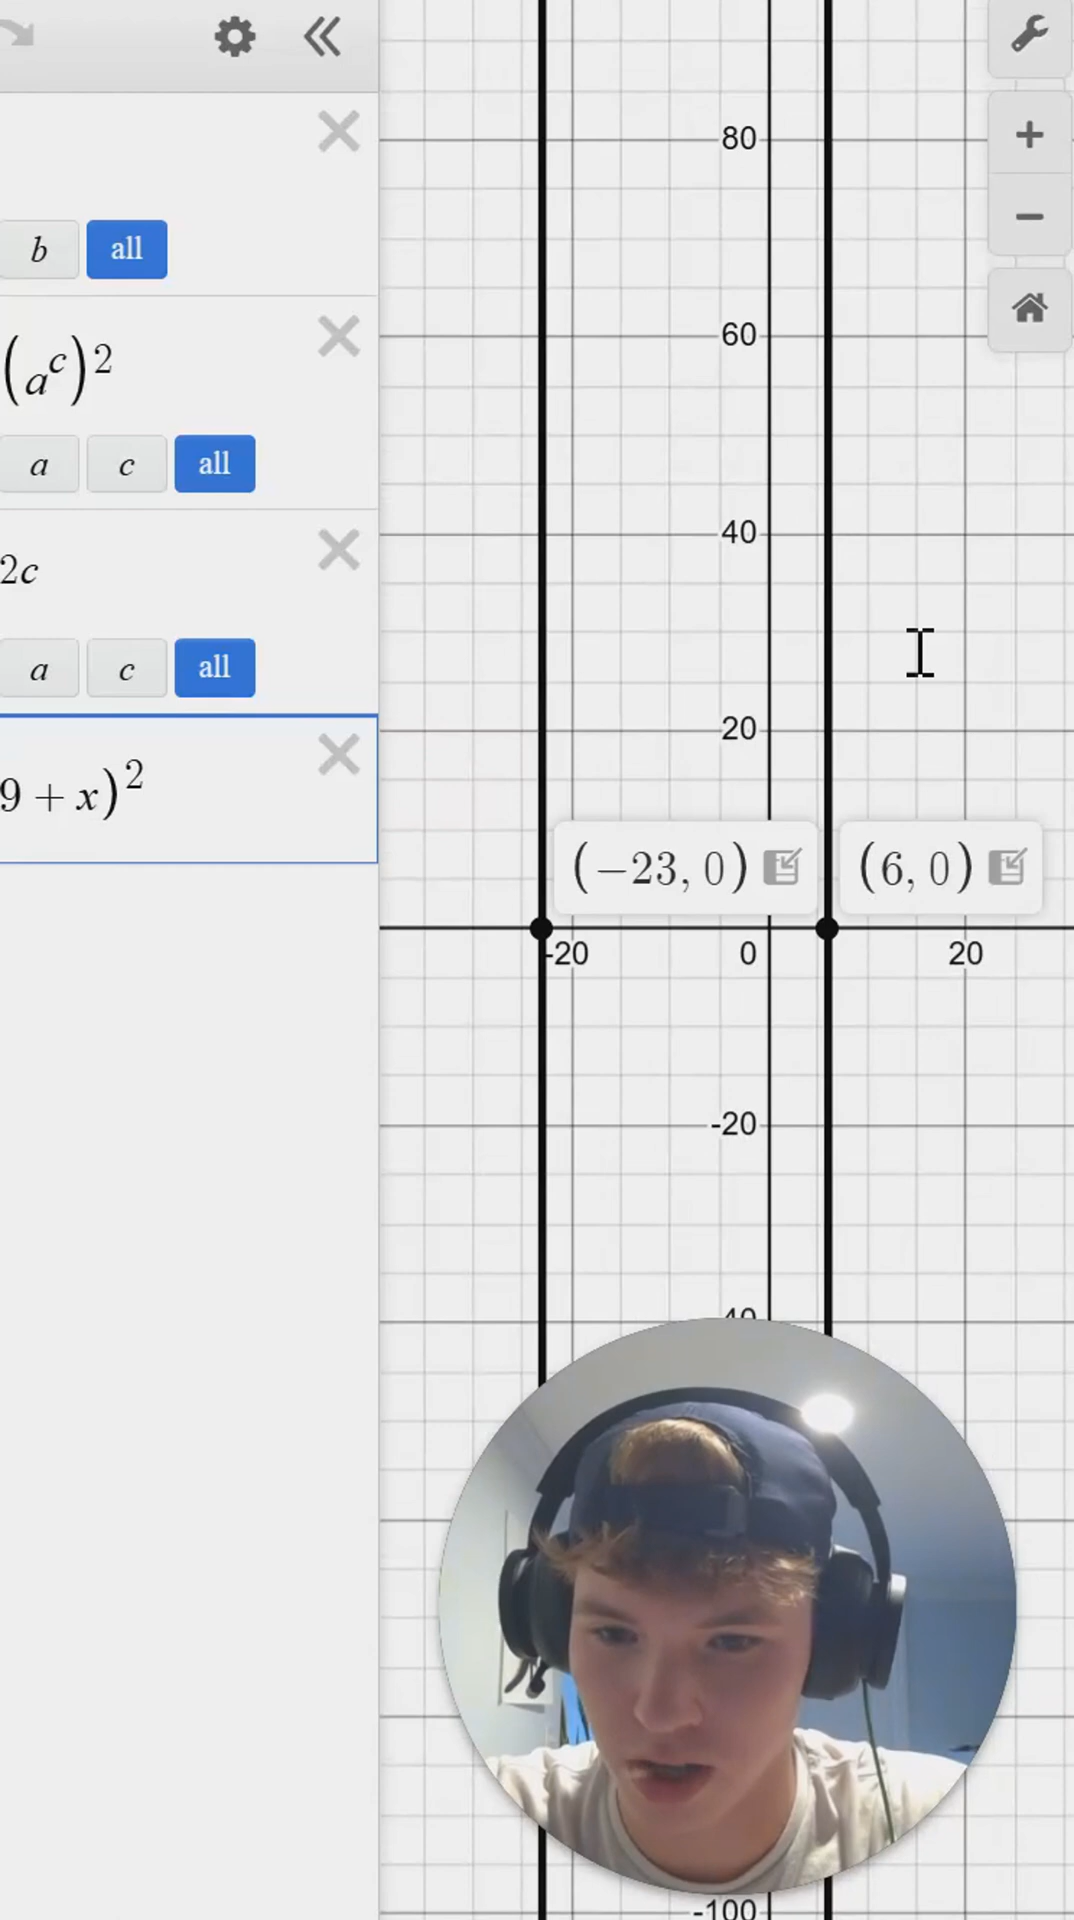 b all
(a^c)2
a c all
2c
a c all
9 + x)^2
80
60
40
20
(−23, 0) (6, 0)
-20 0 20
-20
-100